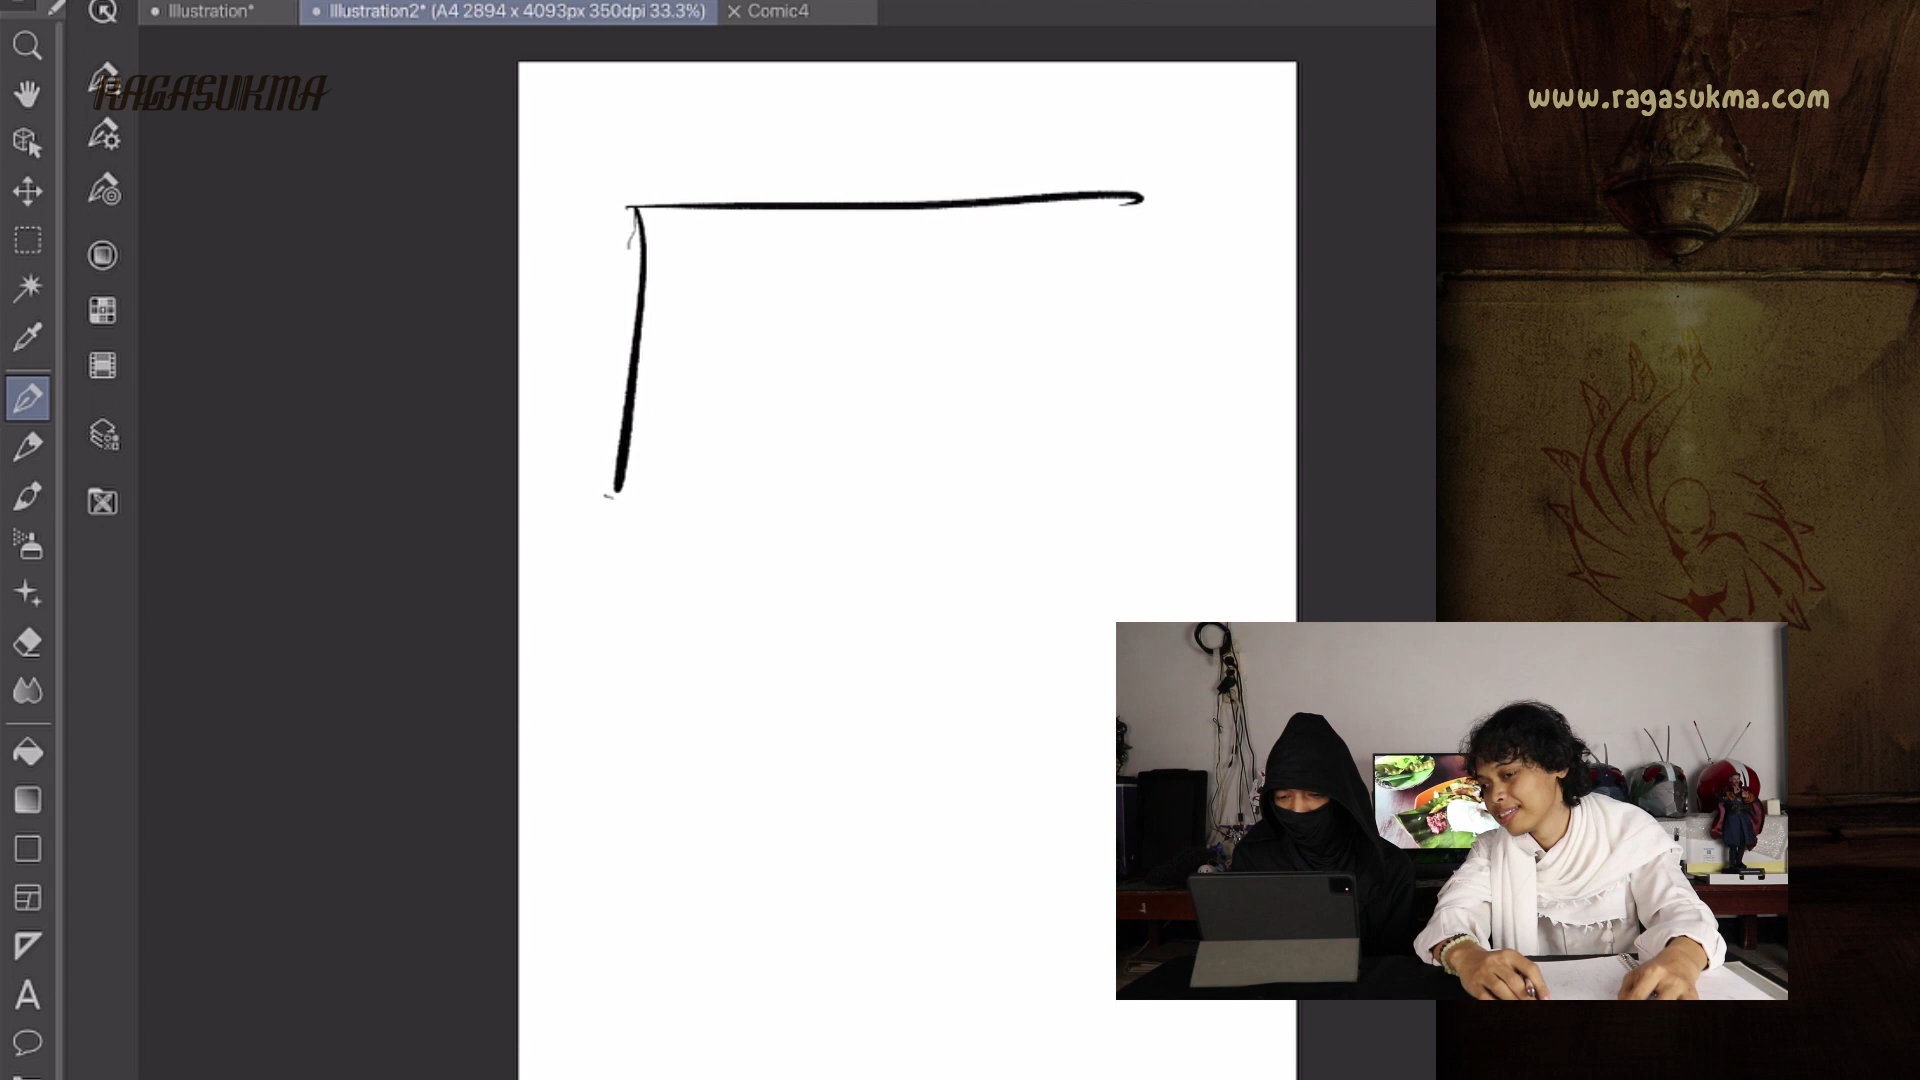 Illustration*
Illustration2* (A4 2894 x 4093px 350dpi 33.3%)
Comic4
RAGASUKMA
www.ragasukma.com
A